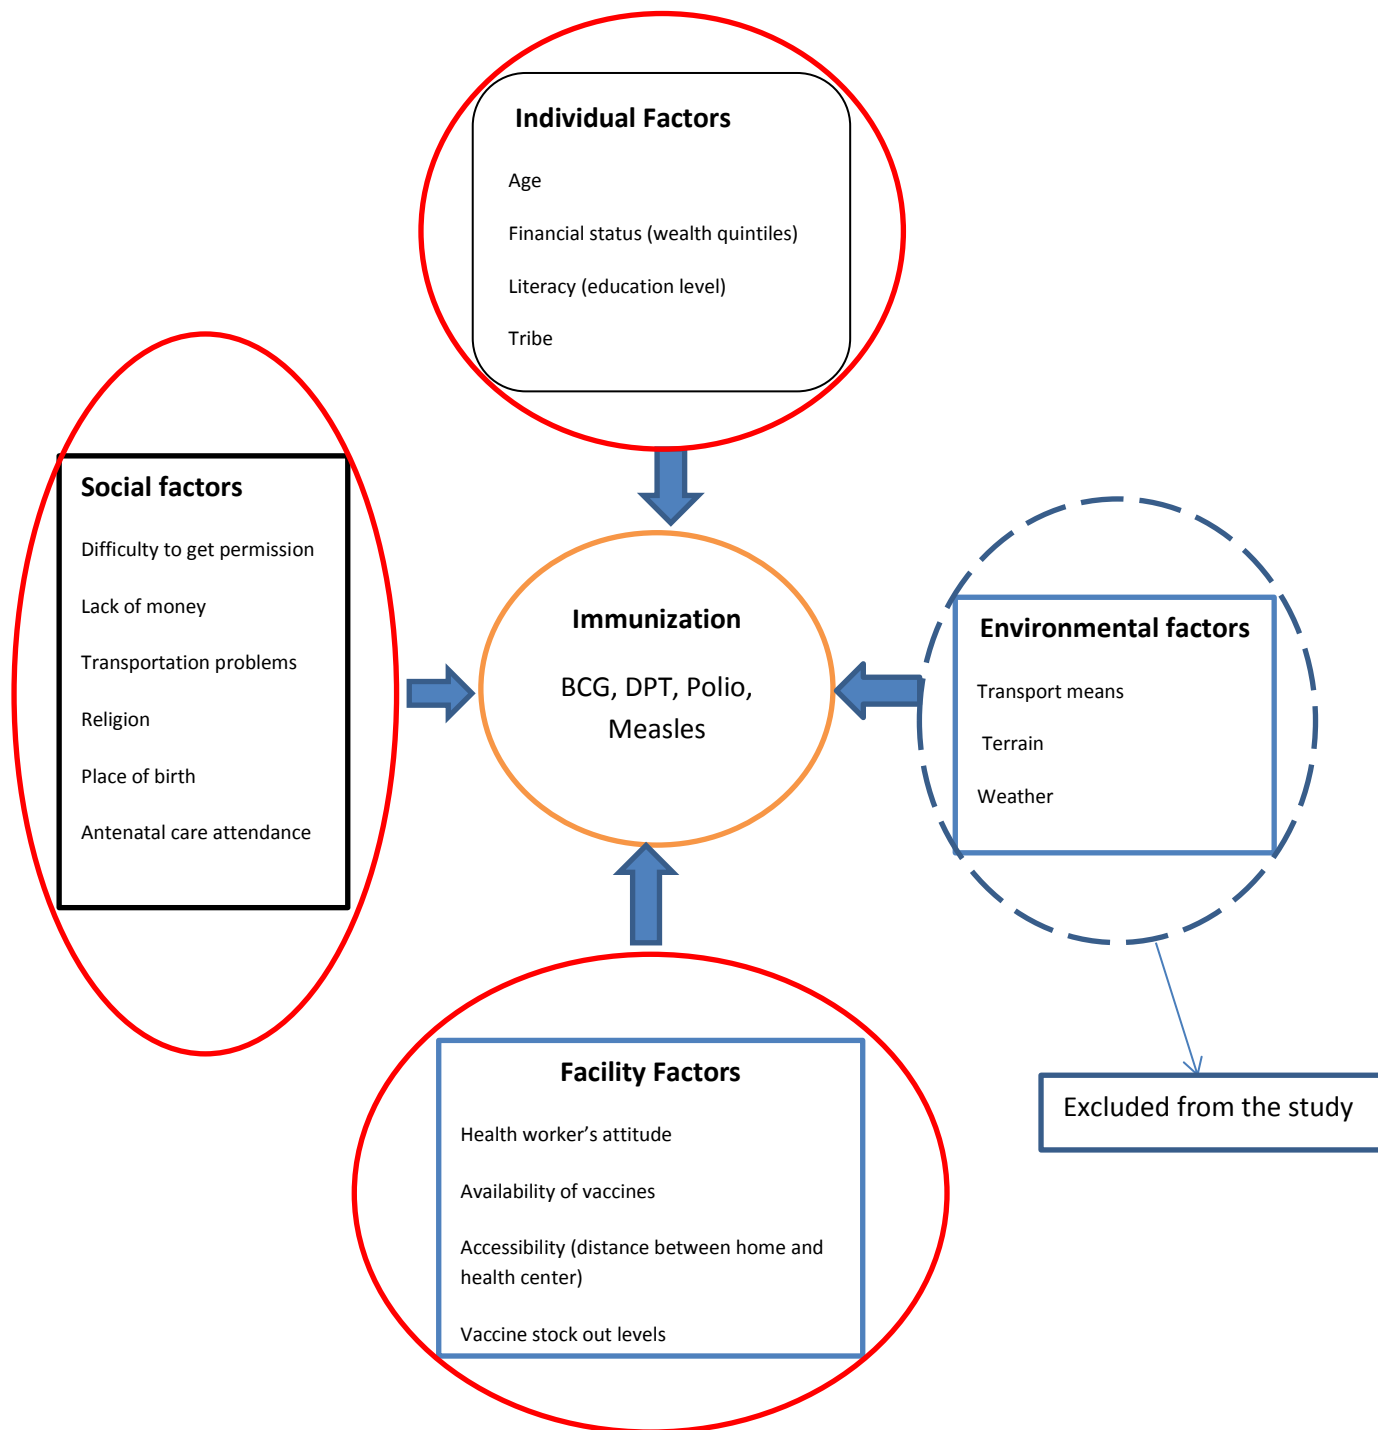 Individual Factors
Age
Financial status (wealth quintiles)
Literacy (education level)
Tribe
Social factors
Difficulty to get permission
Lack of money
Transportation problems
Religion
Place of birth
Antenatal care attendance
Immunization
BCG, DPT, Polio,
Measles
Environmental factors
Transport means
Terrain
Weather
Facility Factors
Health worker’s attitude
Availability of vaccines
Accessibility (distance between home and
health center)
Vaccine stock out levels
Excluded from the study